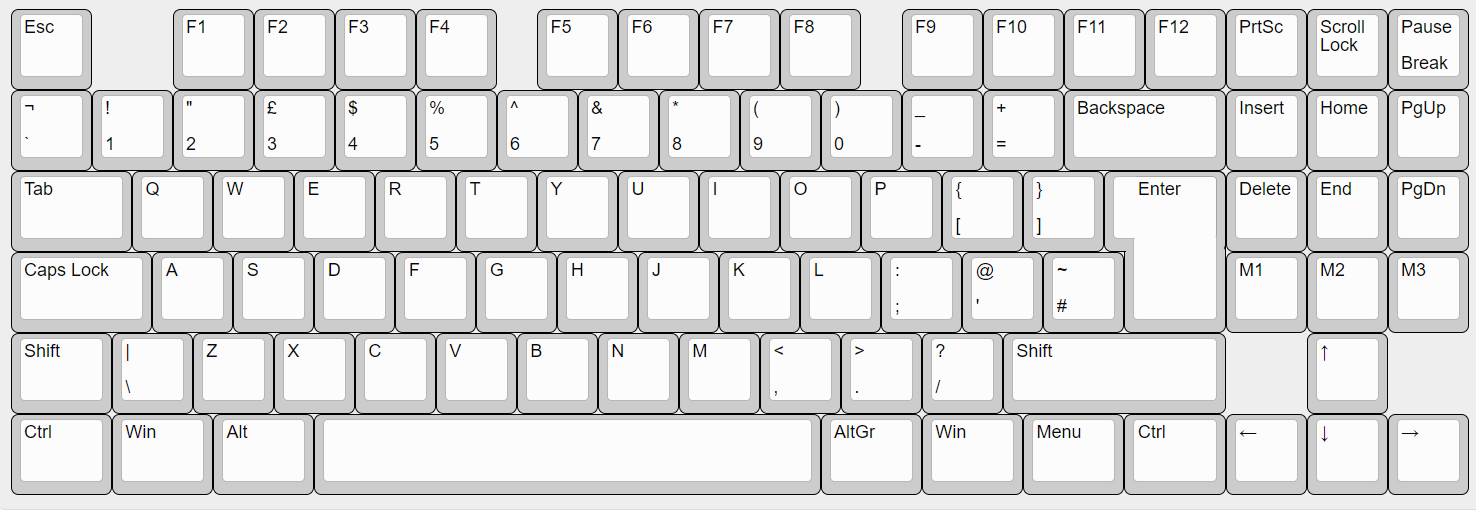 Esc F1 F2 F3 F4 F5 F6 F7 F8 F9 F10 F11 F12 PrtSc Scroll Pause
Lock
Break
¬ ! " £ $ % ^ & * ( ) _ + Backspace Insert Home PgUp
` 1 2 3 4 5 6 7 8 9 0 - =
Tab Q W E R T Y U I O P { } Enter Delete End PgDn
[ ]
Caps Lock A S D F G H J K L : @ ~ M1 M2 M3
; ' #
Shift | Z X C V B N M < > ? Shift ↑
\ , . /
Ctrl Win Alt AltGr Win Menu Ctrl ← ↓ →